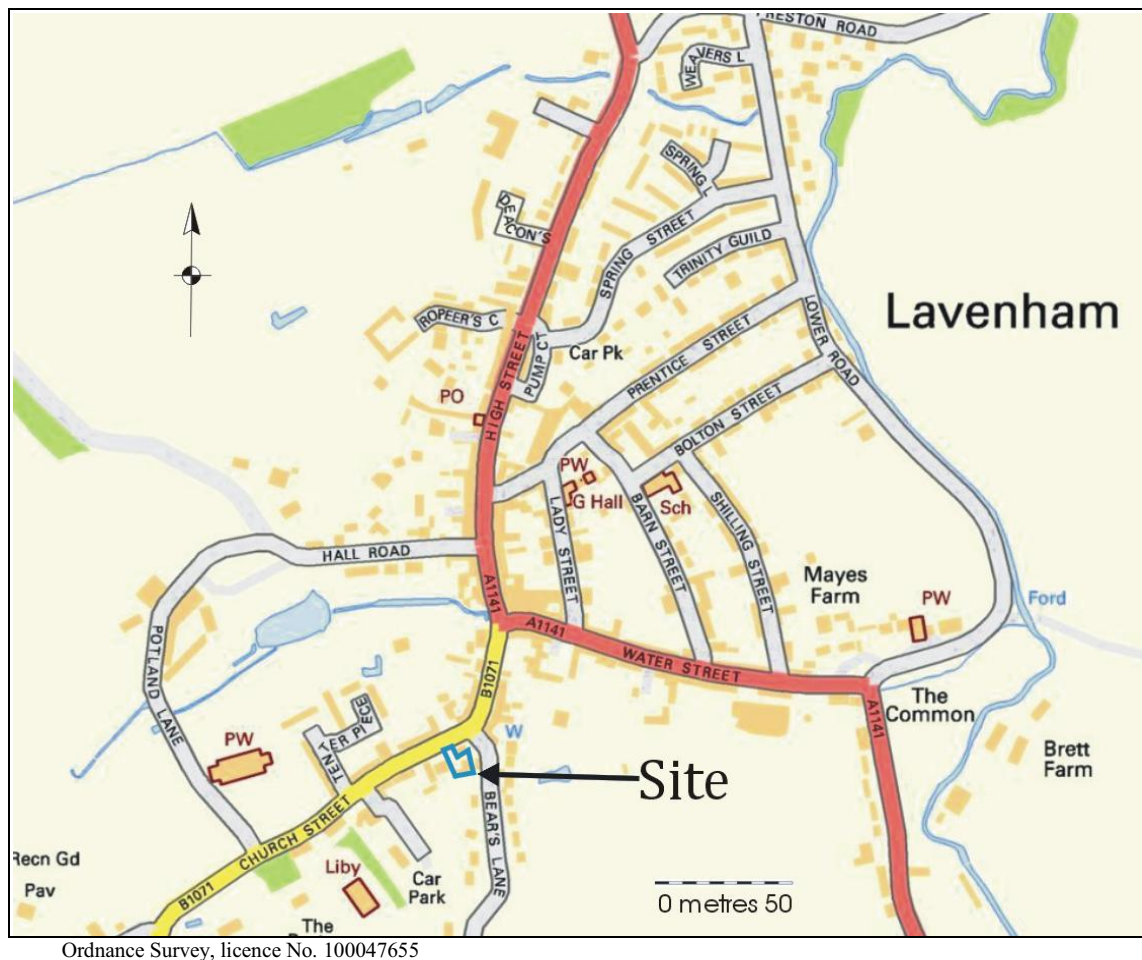 PRESTON ROAD
WEAVERS L
SPRING L
DEACON'S
SPRING STREET
TRINITY GUILD
Lavenham
ROPEER'S C
HIGH STREET
PUMP CT
Car Pk
PRENTICE STREET
LOWER ROAD
PO
BOLTON STREET
PW
G Hall
Sch
LADY STREET
BARN STREET
SHILLING STREET
HALL ROAD
A1141
Mayes
Farm
PW
Ford
A1141
WATER STREET
POTLAND LANE
B1071
The
Common
A1141
TENTER PIECE
PW
W
Brett
Farm
Site
BEAR'S LANE
CHURCH STREET
Recn Gd
Pav
Liby
Car
Park
B1071
The
0 metres 50
Ordnance Survey, licence No. 100047655